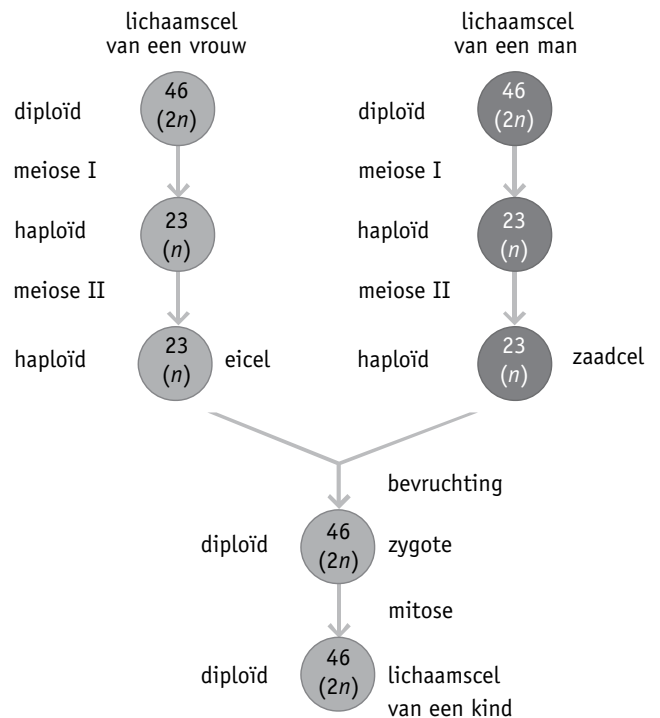 lichaamscel
van een vrouw
lichaamscel
van een man
diploïd
46
(2n)
diploïd
46
(2n)
meiose I
meiose I
haploïd
23
(n)
haploïd
23
(n)
meiose II
meiose II
haploïd
23
(n)
eicel
haploïd
23
(n)
zaadcel
bevruchting
diploïd
46
(2n)
zygote
mitose
diploïd
46
(2n)
lichaamscel
van een kind